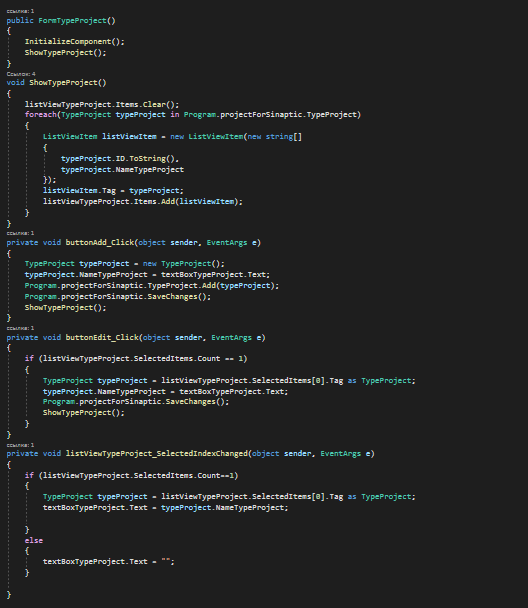 ссылка: 1
public FormTypeProject()
{
InitializeComponent();
ShowTypeProject();
}
Ссылок: 4
void ShowTypeProject()
{
listViewTypeProject.Items.Clear();
foreach(TypeProject typeProject in Program.projectForSinaptic.TypeProject)
{
ListViewItem listViewItem = new ListViewItem(new string[]
{
typeProject.ID.ToString(),
typeProject.NameTypeProject
});
listViewItem.Tag = typeProject;
listViewTypeProject.Items.Add(listViewItem);
}
}
ссылка: 1
private void buttonAdd_Click(object sender, EventArgs e)
{
TypeProject typeProject = new TypeProject();
typeProject.NameTypeProject = textBoxTypeProject.Text;
Program.projectForSinaptic.TypeProject.Add(typeProject);
Program.projectForSinaptic.SaveChanges();
ShowTypeProject();
}
ссылка: 1
private void buttonEdit_Click(object sender, EventArgs e)
{
if (listViewTypeProject.SelectedItems.Count == 1)
{
TypeProject typeProject = listViewTypeProject.SelectedItems[0].Tag as TypeProject;
typeProject.NameTypeProject = textBoxTypeProject.Text;
Program.projectForSinaptic.SaveChanges();
ShowTypeProject();
}
}
ссылка: 1
private void listViewTypeProject_SelectedIndexChanged(object sender, EventArgs e)
{
if (listViewTypeProject.SelectedItems.Count==1)
{
TypeProject typeProject = listViewTypeProject.SelectedItems[0].Tag as TypeProject;
textBoxTypeProject.Text = typeProject.NameTypeProject;
}
else
{
textBoxTypeProject.Text = "";
}
}